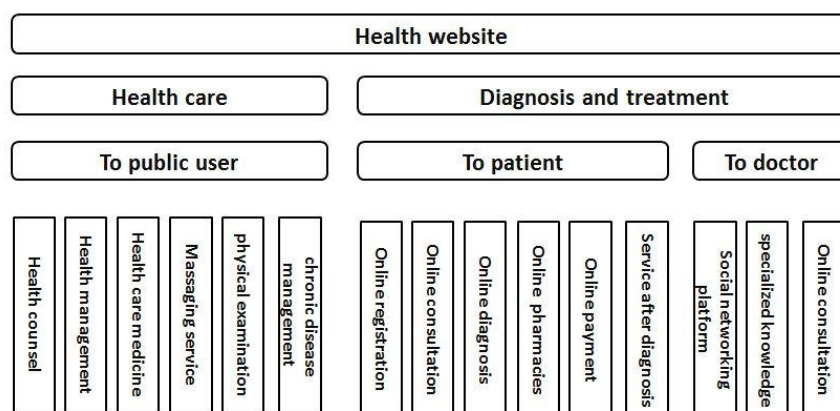 Health website
Health care
Diagnosis and treatment
To public user
To patient
To doctor
Health counsel
Health management
Health care medicine
Massaging service
physical examination
chronic disease
management
Online registration
Online consultation
Online diagnosis
Online pharmacies
Online payment
Service after diagnosis
Social networking
platform
specialized knowledge
Online consultation